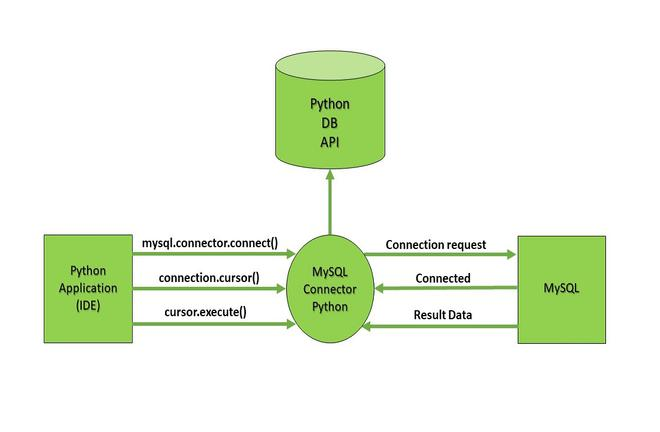 Python
DB
API
mysql.connector.connect()
connection.cursor()
cursor.execute()
Python
Application
(IDE)
MySQL
Connector
Python
Connection request
Connected
Result Data
MySQL